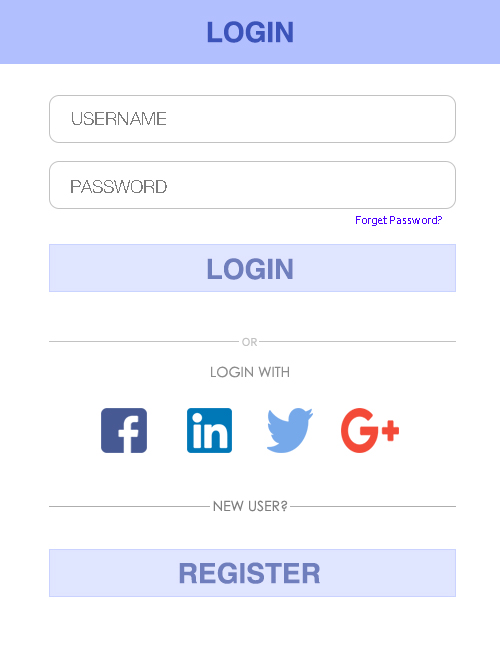 LOGIN
USERNAME
PASSWORD
Forget Password?
LOGIN
OR
LOGIN WITH
f in G+
NEW USER?
REGISTER